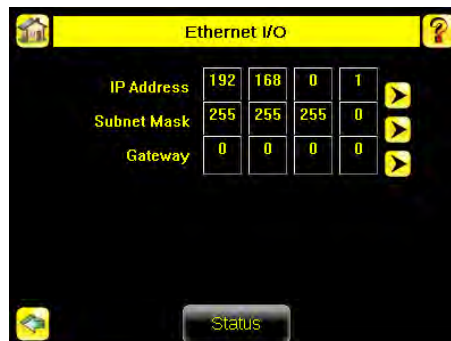 Ethernet I/O
IP Address 192 168 0 1
Subnet Mask 255 255 255 0
Gateway 0 0 0 0
Status